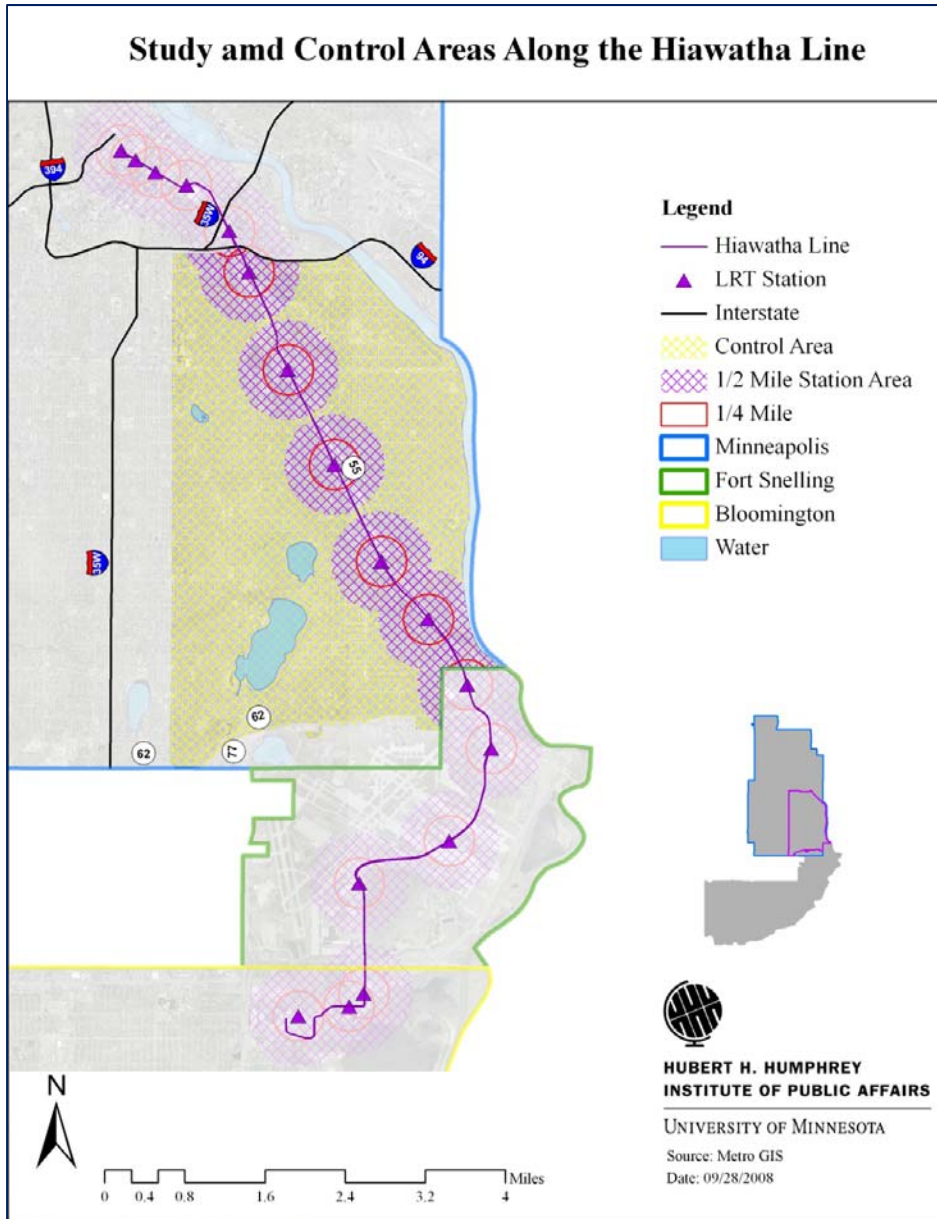 Study amd Control Areas Along the Hiawatha Line
394
35W
94
55
35W
62
77
62
Legend
Hiawatha Line
LRT Station
Interstate
Control Area
1/2 Mile Station Area
1/4 Mile
Minneapolis
Fort Snelling
Bloomington
Water
HUBERT H. HUMPHREY
INSTITUTE OF PUBLIC AFFAIRS
UNIVERSITY OF MINNESOTA
Source: Metro GIS
Date: 09/28/2008
N
Miles
0 0.4 0.8 1.6 2.4 3.2 4